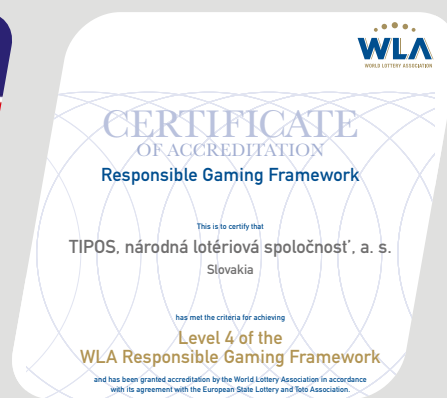 WLA
WORLD LOTTERY ASSOCIATION
CERTIFICATE
OF ACCREDITATION
Responsible Gaming Framework
This is to certify that
TIPOS, národná lotériová spoločnosť, a. s.
Slovakia
has met the criteria for achieving
Level 4 of the
WLA Responsible Gaming Framework
and has been granted accreditation by the World Lottery Association in accordance
with its agreement with the European State Lottery and Toto Association.